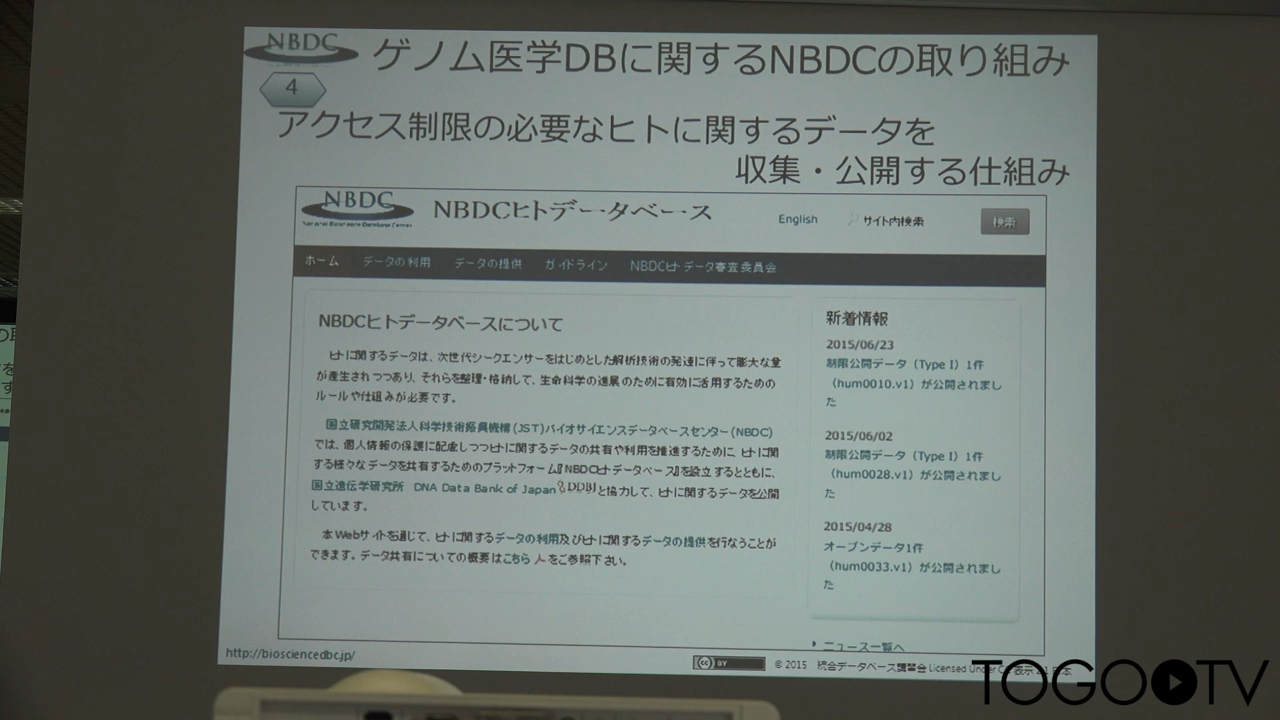 NBDC
ゲノム医学DBに関するNBDCの取り組み
4
アクセス制限の必要なヒトに関するデータを
収集・公開する仕組み
NBDC
National Bioscience Database Center
NBDCヒトデータベース
English
サイト内検索
検索
ホーム データの利用 データの提供 ガイドライン NBDCヒトデータ審査委員会
NBDCヒトデータベースについて
ヒトに関するデータは、次世代シークエンサーをはじめとした解析技術の発達に伴って膨大な量
が産生されつつあり、それらを整理・格納して、生命科学の進展のために有効に活用するための
ルールや仕組みが必要です。
国立研究開発法人科学技術振興機構(JST)バイオサイエンスデータベースセンター(NBDC)
では、個人情報の保護に配慮しつつヒトに関するデータの共有や利用を推進するために、ヒトに関
する様々なデータを共有するためのプラットフォーム『NBDCヒトデータベース』を設立するとともに、
国立遺伝学研究所 DNA Data Bank of Japan DDBJと協力して、ヒトに関するデータを公開
しています。
本Webサイトを通じて、ヒトに関するデータの利用及びヒトに関するデータの提供を行なうことが
できます。データ共有についての概要はこちら をご参照下さい。
新着情報
2015/06/23
制限公開データ（Type I）1件
（hum0010.v1）が公開されまし
た
2015/06/02
制限公開データ（Type I）1件
（hum0028.v1）が公開されまし
た
2015/04/28
オープンデータ1件
（hum0033.v1）が公開されまし
た
ニュース一覧へ
http://biosciencedbc.jp/
cc BY
© 2015 統合データベース講習会 Licensed Under C 表示
TOGOTV